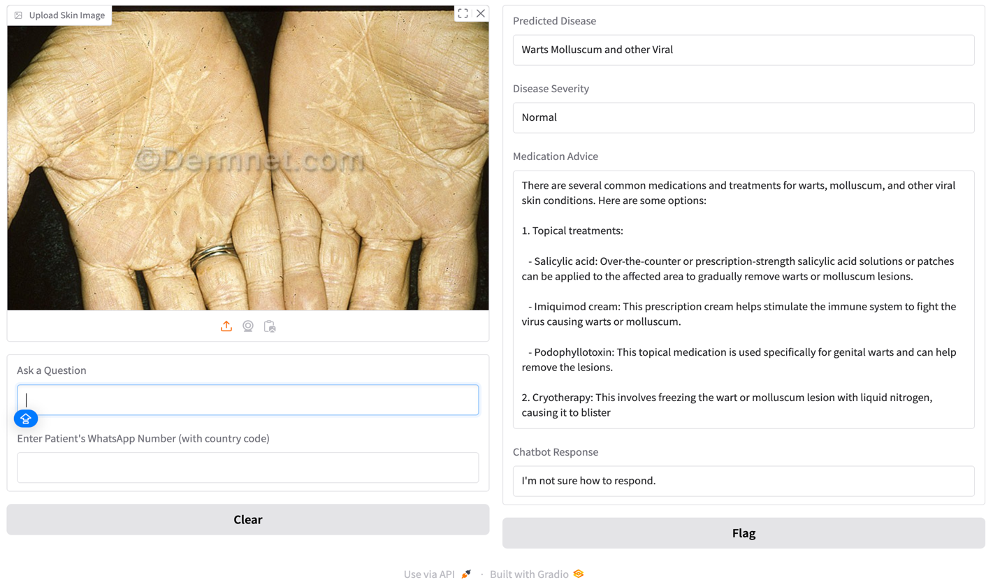 Upload Skin Image
©Dermnet.com
Ask a Question
Enter Patient's WhatsApp Number (with country code)
Clear
Predicted Disease
Warts Molluscum and other Viral
Disease Severity
Normal
Medication Advice
There are several common medications and treatments for warts, molluscum, and other viral
skin conditions. Here are some options:
1. Topical treatments:
- Salicylic acid: Over-the-counter or prescription-strength salicylic acid solutions or patches
can be applied to the affected area to gradually remove warts or molluscum lesions.
- Imiquimod cream: This prescription cream helps stimulate the immune system to fight the
virus causing warts or molluscum.
- Podophyllotoxin: This topical medication is used specifically for genital warts and can help
remove the lesions.
2. Cryotherapy: This involves freezing the wart or molluscum lesion with liquid nitrogen,
causing it to blister
Chatbot Response
I'm not sure how to respond.
Flag
Use via API · Built with Gradio